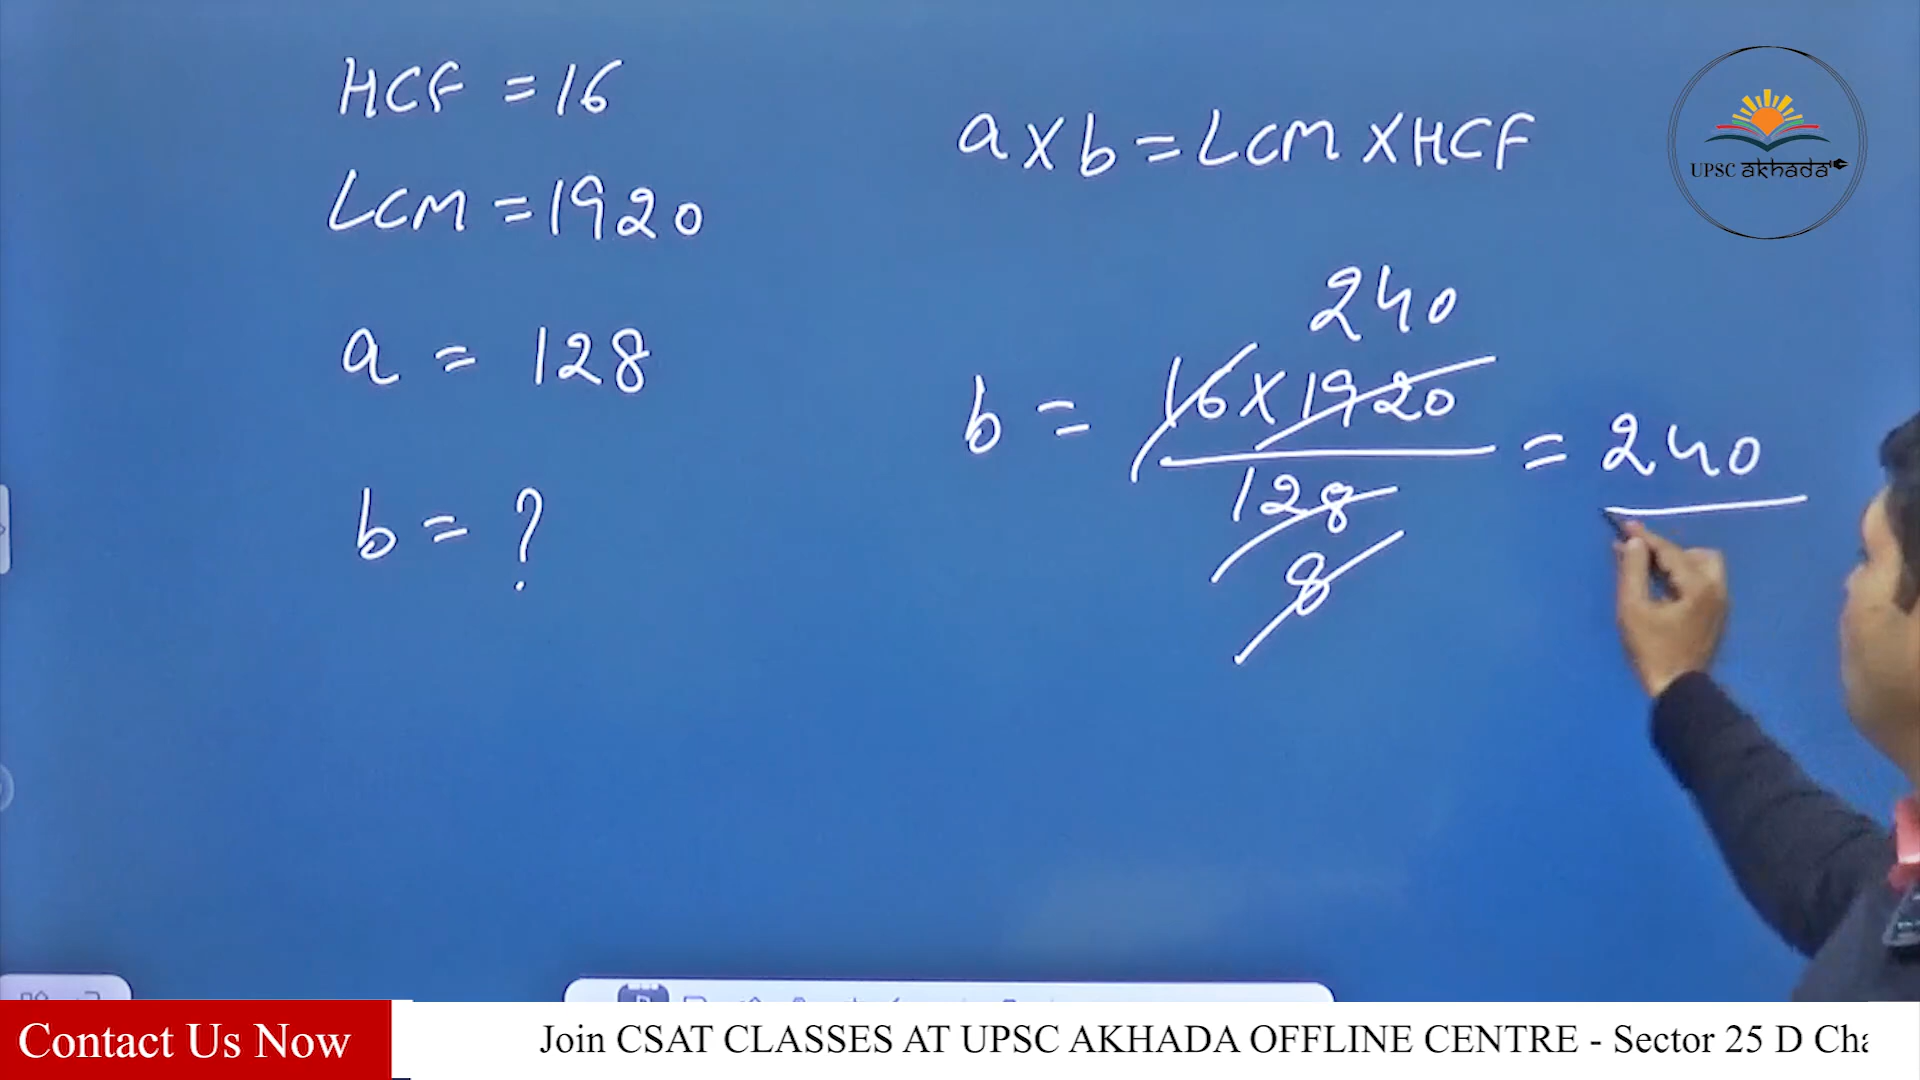 HCF = 16
LCM = 1920
a = 128
b = ?
a x b = LCM X HCF
240
b = 16 X 1920 = 240
128
8
UPSC akhada
Contact Us Now
Join CSAT CLASSES AT UPSC AKHADA OFFLINE CENTRE - Sector 25 D Cha